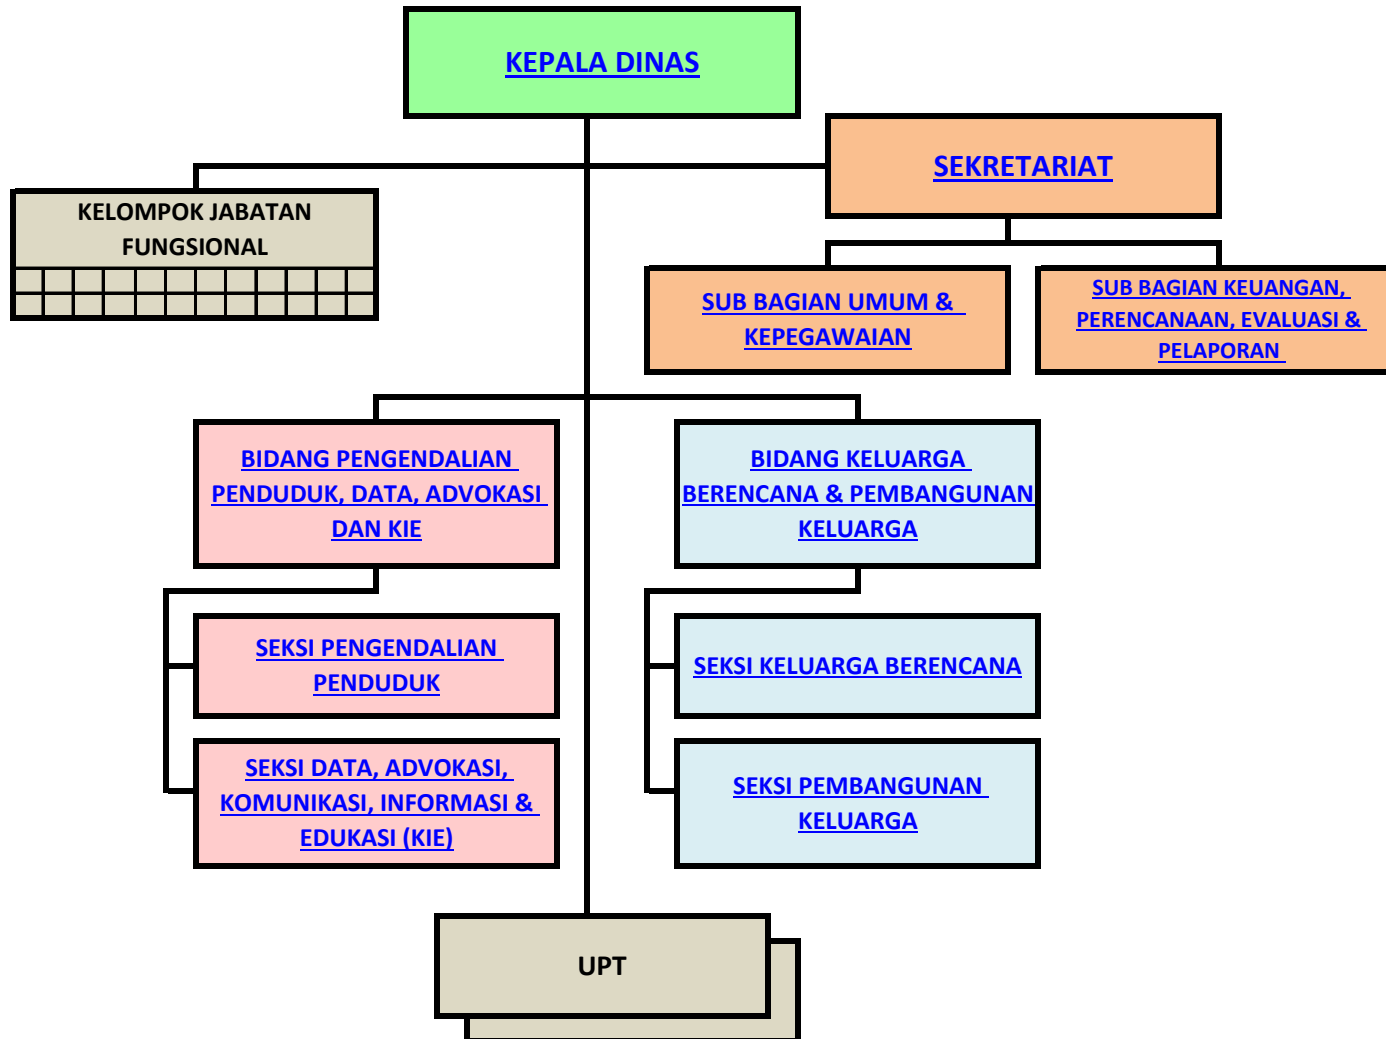 KEPALA DINAS
SEKRETARIAT
KELOMPOK JABATAN
FUNGSIONAL
SUB BAGIAN UMUM &
KEPEGAWAIAN
SUB BAGIAN KEUANGAN,
PERENCANAAN, EVALUASI &
PELAPORAN
BIDANG PENGENDALIAN
PENDUDUK, DATA, ADVOKASI
DAN KIE
BIDANG KELUARGA
BERENCANA & PEMBANGUNAN
KELUARGA
SEKSI PENGENDALIAN
PENDUDUK
SEKSI KELUARGA BERENCANA
SEKSI DATA, ADVOKASI,
KOMUNIKASI, INFORMASI &
EDUKASI (KIE)
SEKSI PEMBANGUNAN
KELUARGA
UPT